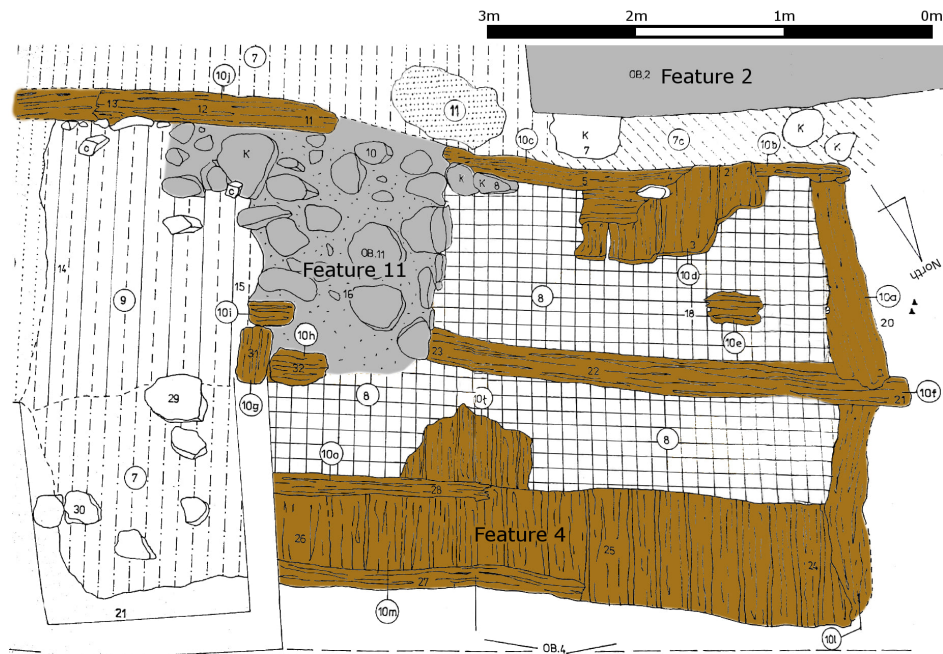 3m 2m 1m 0m
7
10j
OB.2 Feature 2
13 12 11
11
K 7
7c
K
10b
K
10c
K
10
5
2
1
K K 8
3
10d
14
9
OB.11
Feature 11
15
16
8
18
10a
North
20
10i
10h
10e
31
32
23
22
29
10g
8
10t
10f
21
8
10o
7
28
30
26
Feature 4
25
24
27
21
10m
10l
OB.4